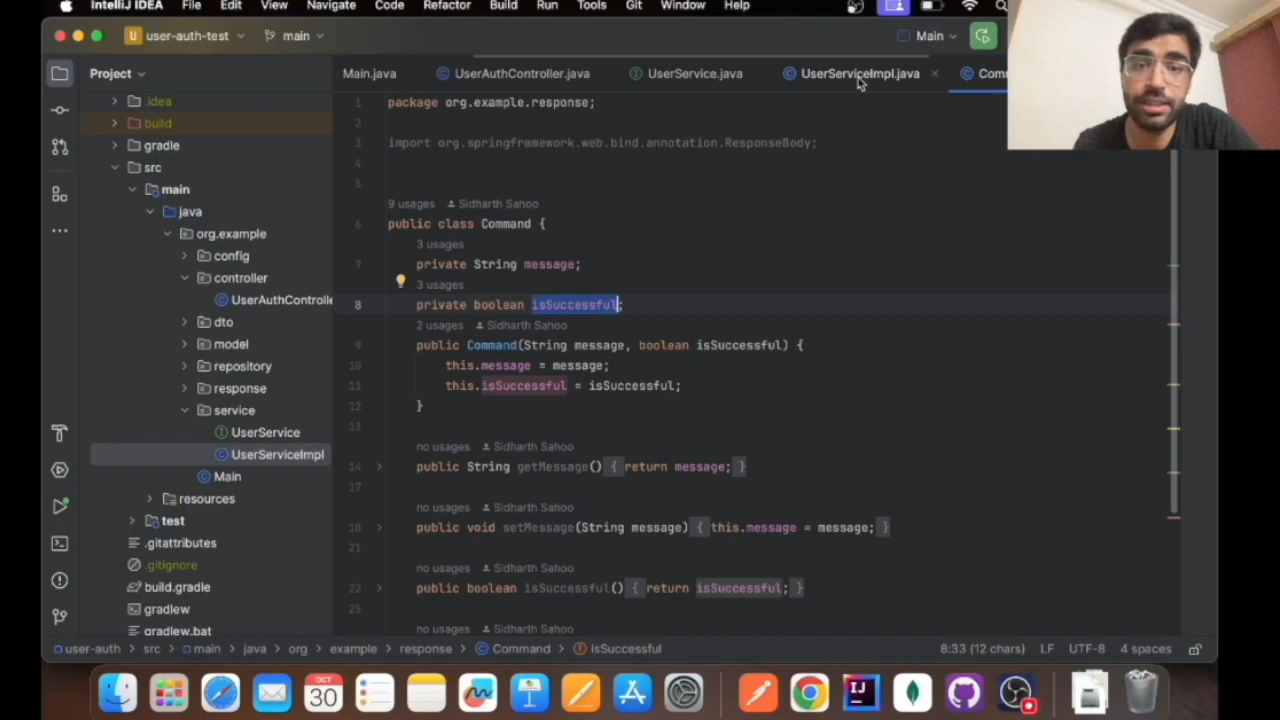 IntelliJ IDEA File Edit View Navigate Code Refactor Build Run Tools Git Window Help
U user-auth-test main Main
Project
Main.java UserAuthController.java UserService.java UserServiceImpl.java Com
.idea
build
gradle
src
main
java
org.example
config
controller
UserAuthControlle
dto
model
repository
response
service
UserService
UserServiceImpl
Main
resources
test
.gitattributes
.gitignore
build.gradle
gradlew
gradlew.bat
1 package org.example.response;
2
3 import org.springframework.web.bind.annotation.ResponseBody;
4
5
9 usages Sidharth Sahoo
6 public class Command {
3 usages
7 private String message;
3 usages
8 private boolean isSuccessful;
2 usages Sidharth Sahoo
9 public Command(String message, boolean isSuccessful) {
10 this.message = message;
11 this.isSuccessful = isSuccessful;
12 }
13
no usages Sidharth Sahoo
14 public String getMessage() { return message; }
17
no usages Sidharth Sahoo
18 public void setMessage(String message) { this.message = message; }
21
no usages Sidharth Sahoo
22 public boolean isSuccessful() { return isSuccessful; }
25
no usages Sidharth Sahoo
user-auth > src > main > java > org > example > response > Command > isSuccessful 8:33 (12 chars) LF UTF-8 4 spaces
OCT
30
IJ